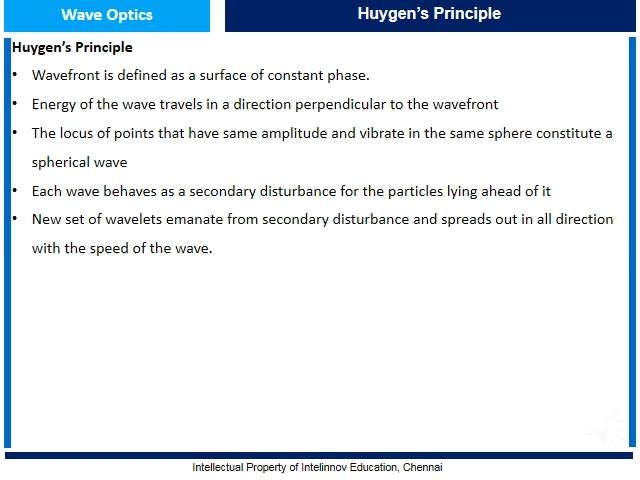 Wave Optics
Huygen’s Principle
Huygen’s Principle
• Wavefront is defined as a surface of constant phase.
• Energy of the wave travels in a direction perpendicular to the wavefront
• The locus of points that have same amplitude and vibrate in the same sphere constitute a
spherical wave
• Each wave behaves as a secondary disturbance for the particles lying ahead of it
• New set of wavelets emanate from secondary disturbance and spreads out in all direction
with the speed of the wave.
Intellectual Property of Intelinnov Education, Chennai